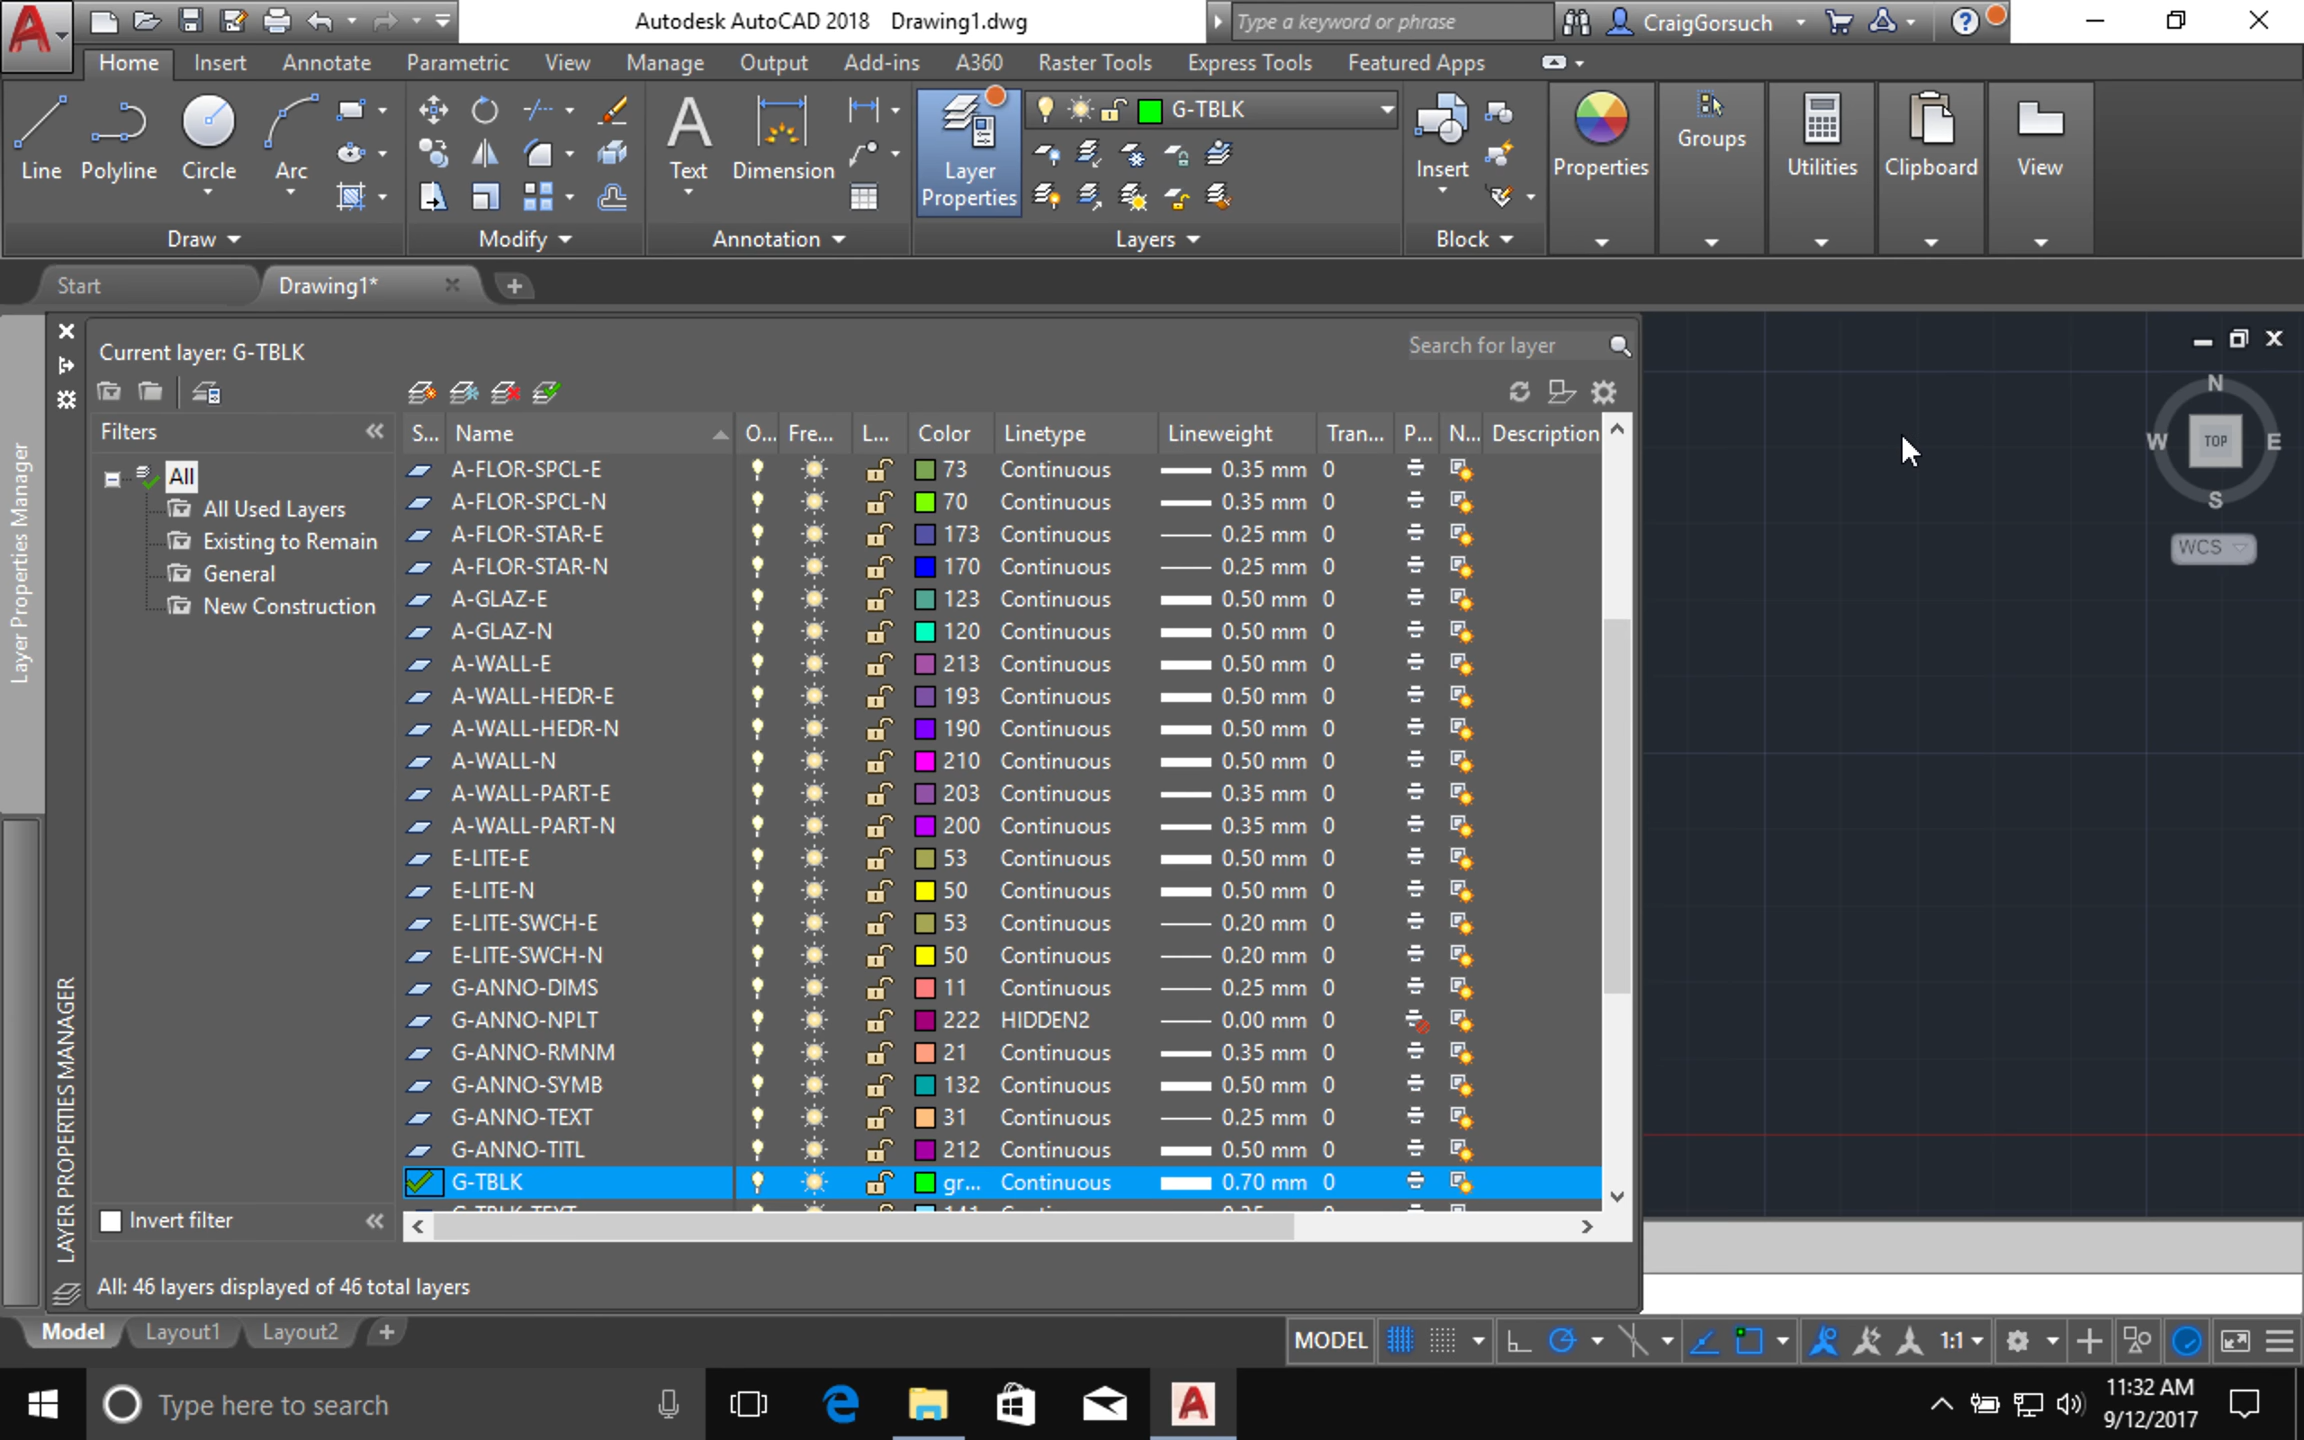 Autodesk AutoCAD 2018 Drawing1.dwg
Type a keyword or phrase
CraigGorsuch
Home Insert Annotate Parametric View Manage Output Add-ins A360 Raster Tools Express Tools Featured Apps
G-TBLK
Line Polyline Circle Arc
Text Dimension
Layer Properties
Insert
Properties Groups Utilities Clipboard View
Draw Modify Annotation Layers Block
Start Drawing1*
Current layer: G-TBLK
Search for layer
Filters
All
All Used Layers
Existing to Remain
General
New Construction
Invert filter
S... Name O... Fre... L... Color Linetype Lineweight Tran... P... N... Description
A-FLOR-SPCL-E 73 Continuous 0.35 mm 0
A-FLOR-SPCL-N 70 Continuous 0.35 mm 0
A-FLOR-STAR-E 173 Continuous 0.25 mm 0
A-FLOR-STAR-N 170 Continuous 0.25 mm 0
A-GLAZ-E 123 Continuous 0.50 mm 0
A-GLAZ-N 120 Continuous 0.50 mm 0
A-WALL-E 213 Continuous 0.50 mm 0
A-WALL-HEDR-E 193 Continuous 0.50 mm 0
A-WALL-HEDR-N 190 Continuous 0.50 mm 0
A-WALL-N 210 Continuous 0.50 mm 0
A-WALL-PART-E 203 Continuous 0.35 mm 0
A-WALL-PART-N 200 Continuous 0.35 mm 0
E-LITE-E 53 Continuous 0.50 mm 0
E-LITE-N 50 Continuous 0.50 mm 0
E-LITE-SWCH-E 53 Continuous 0.20 mm 0
E-LITE-SWCH-N 50 Continuous 0.20 mm 0
G-ANNO-DIMS 11 Continuous 0.25 mm 0
G-ANNO-NPLT 222 HIDDEN2 0.00 mm 0
G-ANNO-RMNM 21 Continuous 0.35 mm 0
G-ANNO-SYMB 132 Continuous 0.50 mm 0
G-ANNO-TEXT 31 Continuous 0.25 mm 0
G-ANNO-TITL 212 Continuous 0.50 mm 0
G-TBLK gr... Continuous 0.70 mm 0
All: 46 layers displayed of 46 total layers
Layer Properties Manager
LAYER PROPERTIES MANAGER
N
W TOP E
S
WCS
Model Layout1 Layout2
MODEL 1:1
Type here to search
11:32 AM
9/12/2017